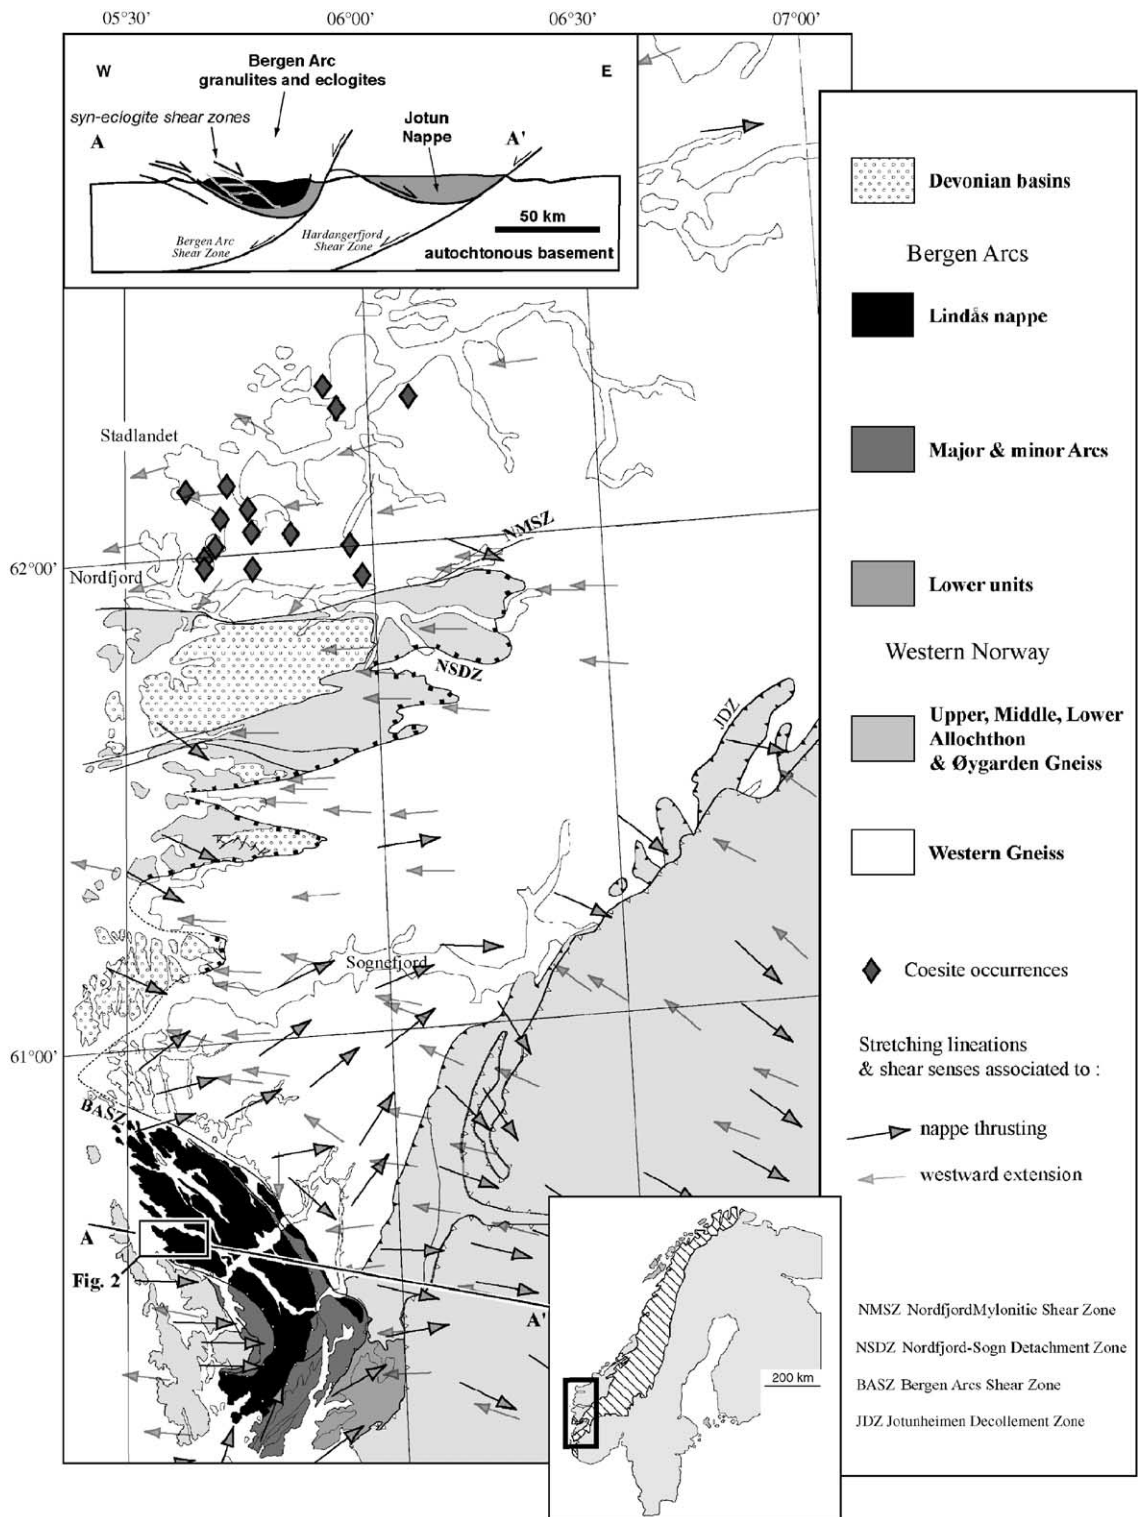 05°30'
06°00'
06°30'
07°00'
W
Bergen Arc
granulites and eclogites
E
syn-eclogite shear zones
A
Jotun
Nappe
A'
50 km
Bergen Arc
Shear Zone
Hardangerfjord
Shear Zone
autochtonous basement
Stadlandet
NMSZ
62°00'
Nordfjord
NSDZ
JDZ
Sognefjord
61°00'
BASZ
A
Fig. 2
A'
200 km
Devonian basins
Bergen Arcs
Lindås nappe
Major & minor Arcs
Lower units
Western Norway
Upper, Middle, Lower
Allochthon
& Øygarden Gneiss
Western Gneiss
Coesite occurrences
Stretching lineations
& shear senses associated to :
nappe thrusting
westward extension
NMSZ NordfjordMylonitic Shear Zone
NSDZ Nordfjord-Sogn Detachment Zone
BASZ Bergen Arcs Shear Zone
JDZ Jotunheimen Decollement Zone